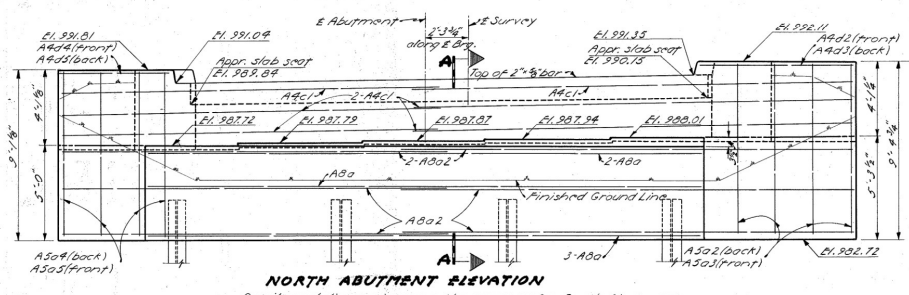 ℄ Abutment
℄ Survey
2'-3¾"
along ℄ Brg.
El. 991.81
A4d4(front)
A4d5(back)
El. 991.04
Appr. slab seat
El. 989.84
A
El. 991.35
Appr. slab seat
El. 990.15
El. 992.11
A4d2(front)
A4d3(back)
Top of 2"x⅜"bar
A4c1
2-A4c1
A4c1
El. 987.72
El. 987.79
El. 987.87
El. 987.94
El. 988.01
9'-1⅛"
4'-1⅛"
5'-0"
4'-1¼"
5'-3½"
9'-4¾"
2-A8a2
2-A8a
A8a
Finished Ground Line
A8a2
A5a4(back)
A5a5(front)
A
3-A8a
A5a2(back)
A5a3(front)
El. 982.72
NORTH ABUTMENT ELEVATION